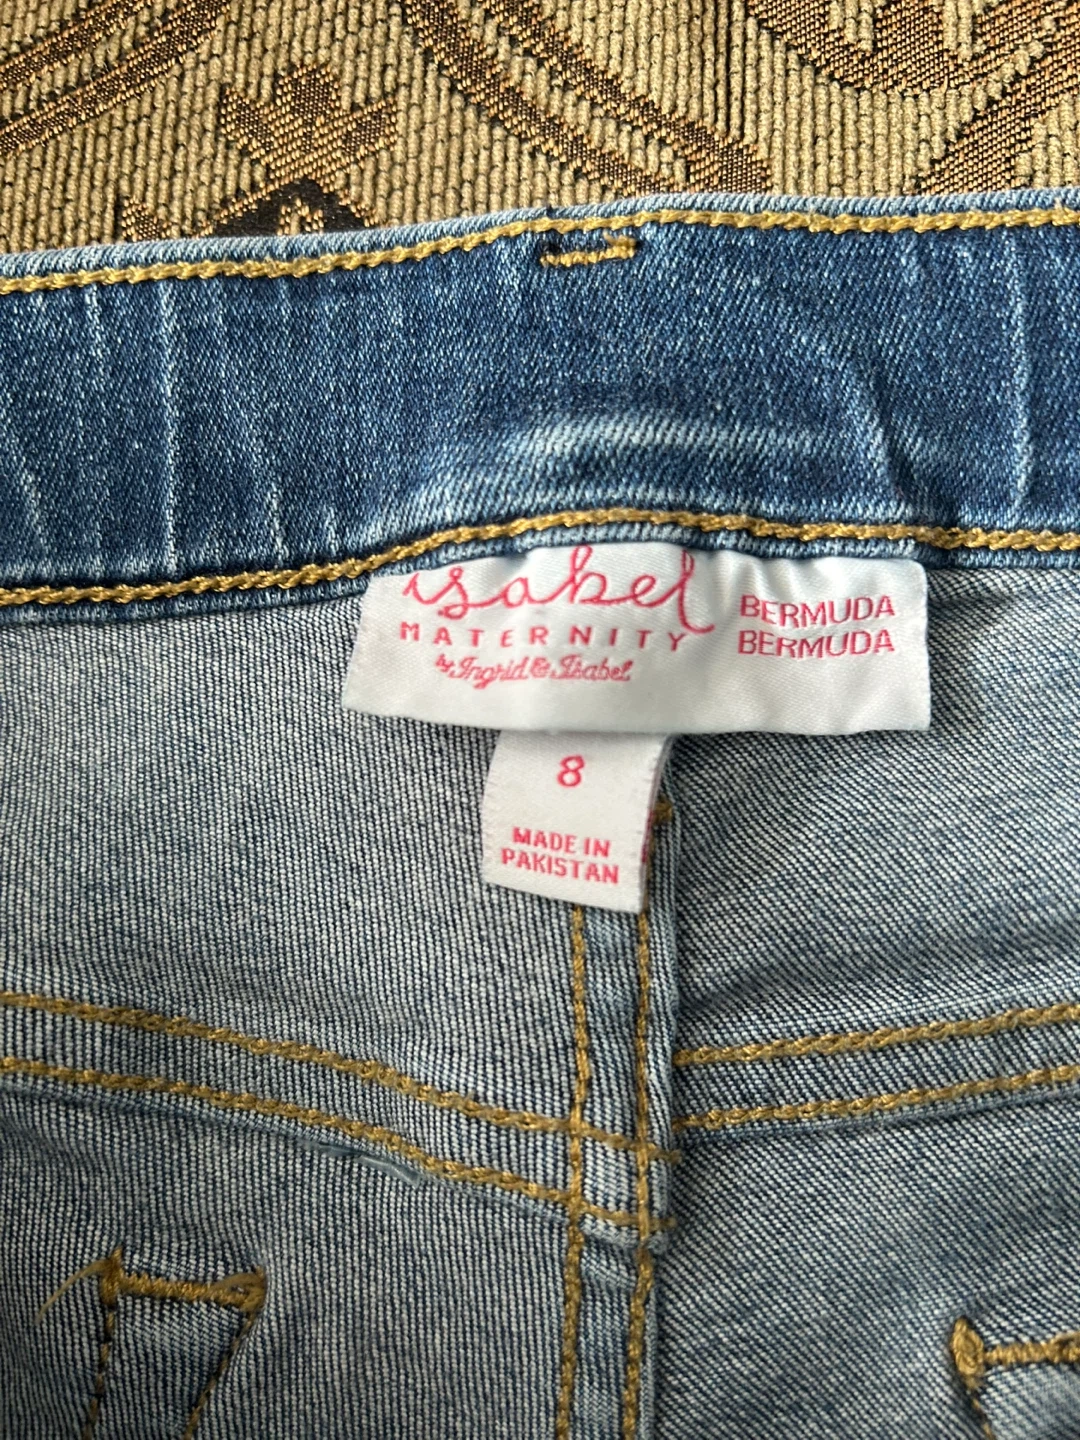 isabel
MATERNITY
by Ingrid & Isabel
BERMUDA
BERMUDA
8
MADE IN
PAKISTAN